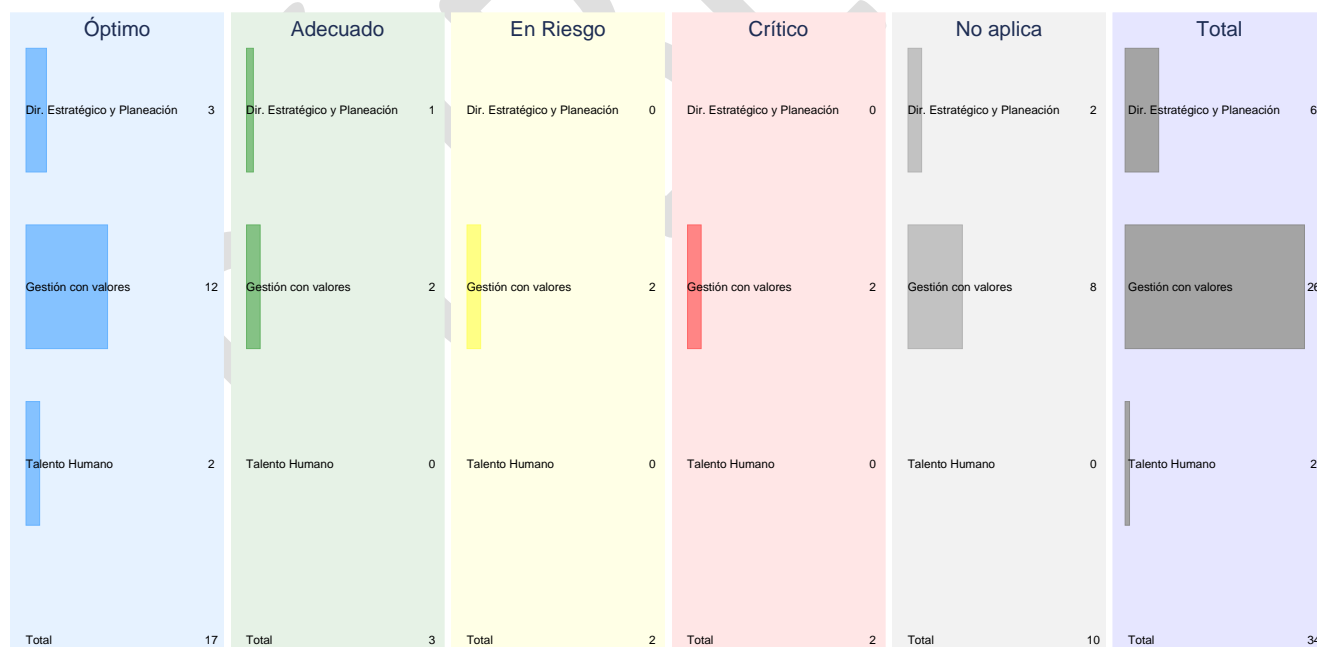 Óptimo Adecuado En Riesgo Crítico No aplica Total
Dir. Estratégico y Planeación 3 Dir. Estratégico y Planeación 1 Dir. Estratégico y Planeación 0 Dir. Estratégico y Planeación 0 Dir. Estratégico y Planeación 2 Dir. Estratégico y Planeación 6
Gestión con valores 12 Gestión con valores 2 Gestión con valores 2 Gestión con valores 2 Gestión con valores 8 Gestión con valores 26
Talento Humano 2 Talento Humano 0 Talento Humano 0 Talento Humano 0 Talento Humano 0 Talento Humano 2
Total 17 Total 3 Total 2 Total 2 Total 10 Total 34